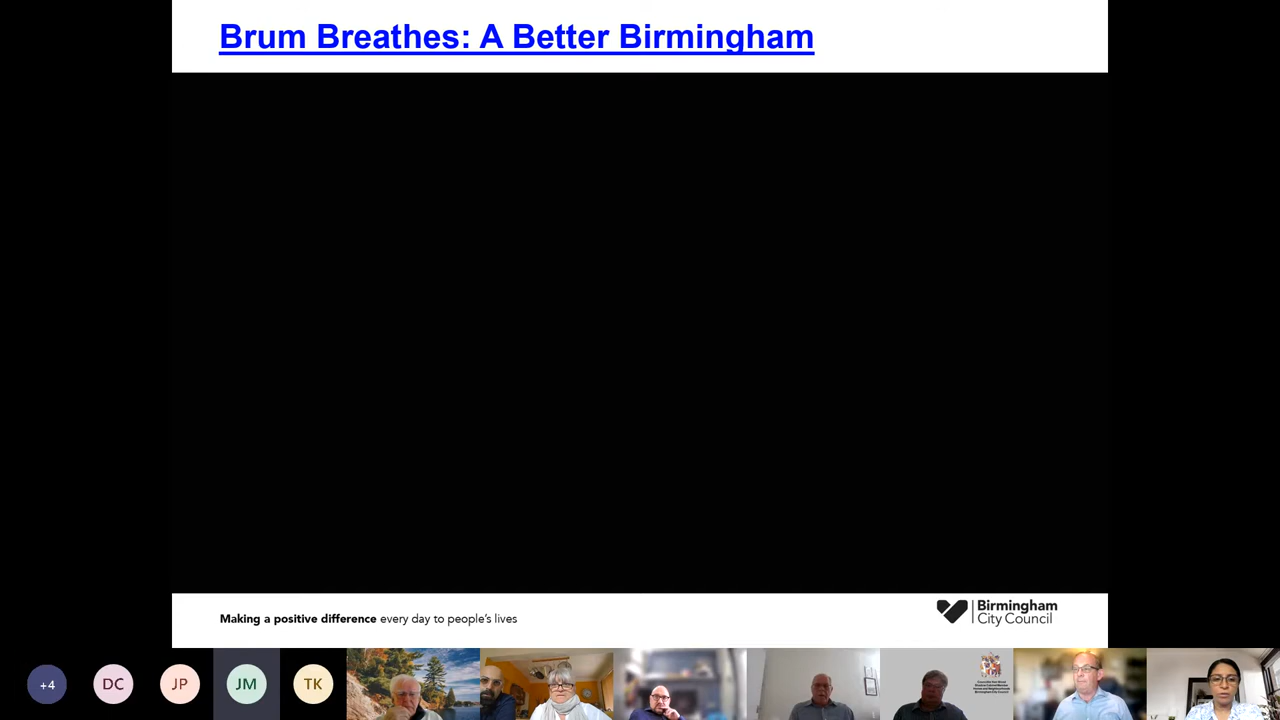 Brum Breathes: A Better Birmingham
Making a positive difference every day to people's lives
Birmingham
City Council
+4
DC
JP
JM
TK